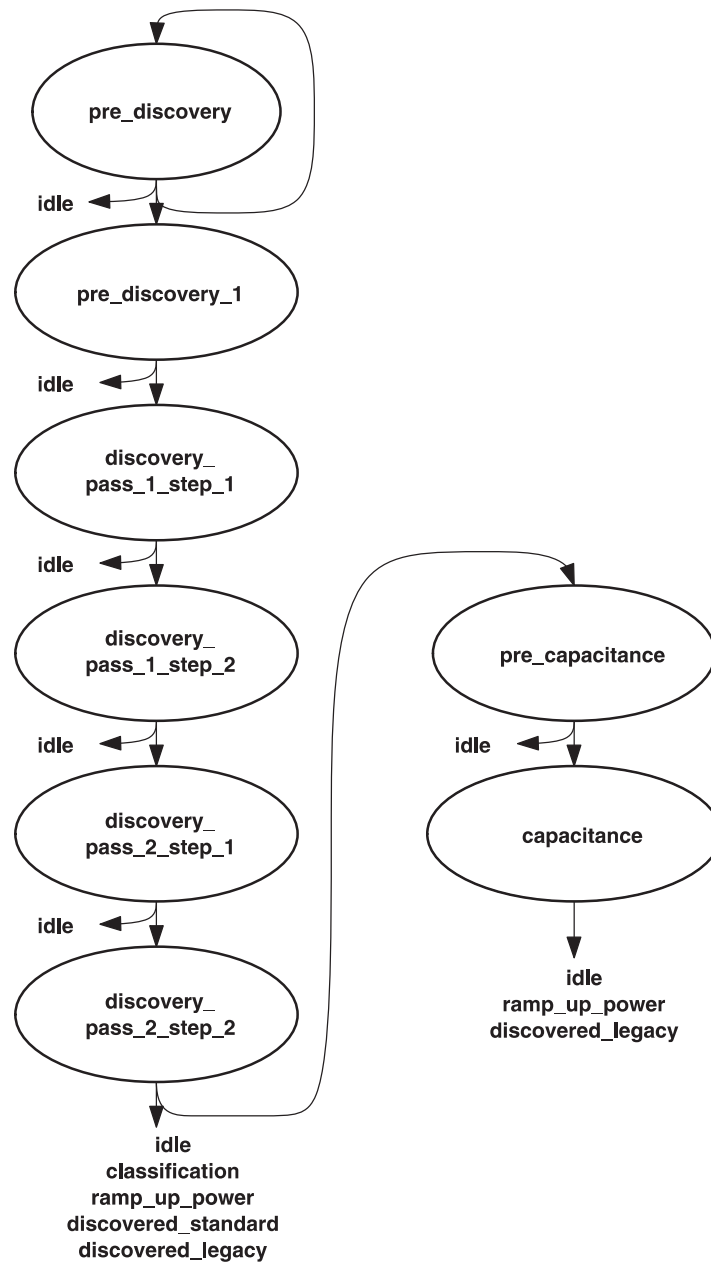 pre_discovery
idle
pre_discovery_1
idle
discovery_
pass_1_step_1
idle
discovery_
pass_1_step_2
idle
discovery_
pass_2_step_1
idle
discovery_
pass_2_step_2
idle
classification
ramp_up_power
discovered_standard
discovered_legacy
pre_capacitance
idle
capacitance
idle
ramp_up_power
discovered_legacy